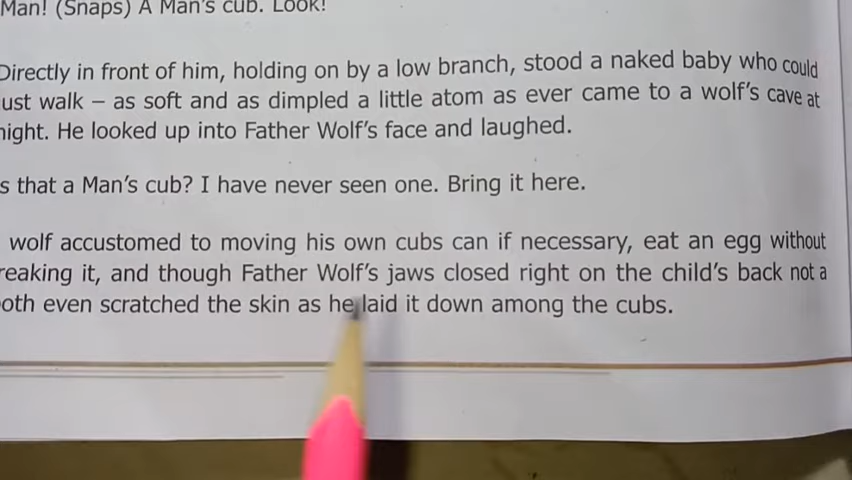 Man! (Snaps) A Man's cub. Look!
Directly in front of him, holding on by a low branch, stood a naked baby who could
ust walk – as soft and as dimpled a little atom as ever came to a wolf's cave at
night. He looked up into Father Wolf's face and laughed.
s that a Man's cub? I have never seen one. Bring it here.
wolf accustomed to moving his own cubs can if necessary, eat an egg without
reaking it, and though Father Wolf's jaws closed right on the child's back not a
oth even scratched the skin as he laid it down among the cubs.